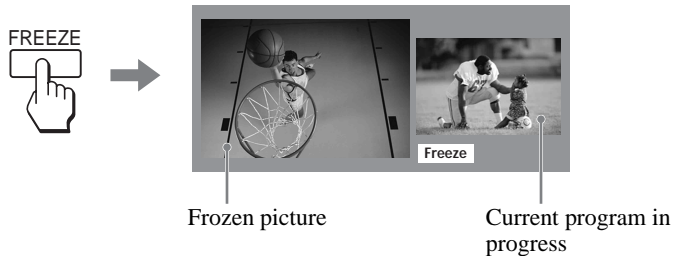 FREEZE
Freeze
Frozen picture
Current program in
progress